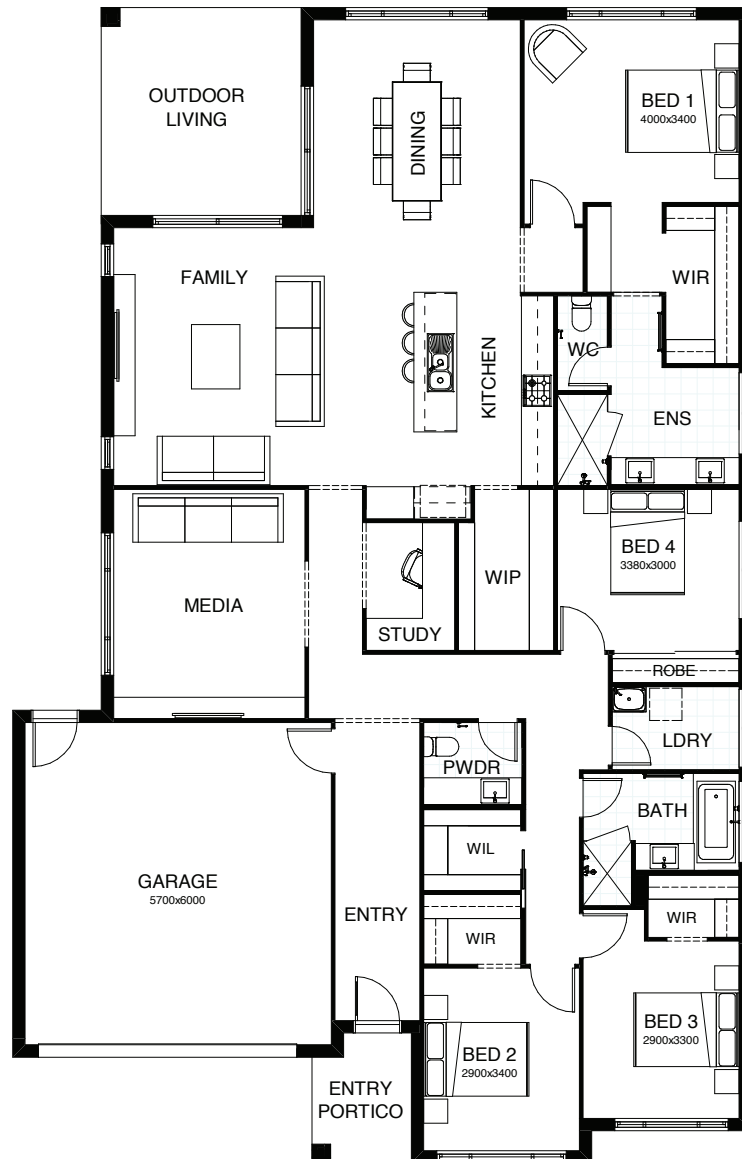 OUTDOOR
LIVING
DINING
BED 1
4000x3400
FAMILY
WIR
KITCHEN
WC
ENS
BED 4
3380x3000
MEDIA
STUDY
WIP
ROBE
LDRY
PWDR
BATH
WIL
GARAGE
5700x6000
ENTRY
WIR
WIR
BED 2
2900x3400
BED 3
2900x3300
ENTRY
PORTICO